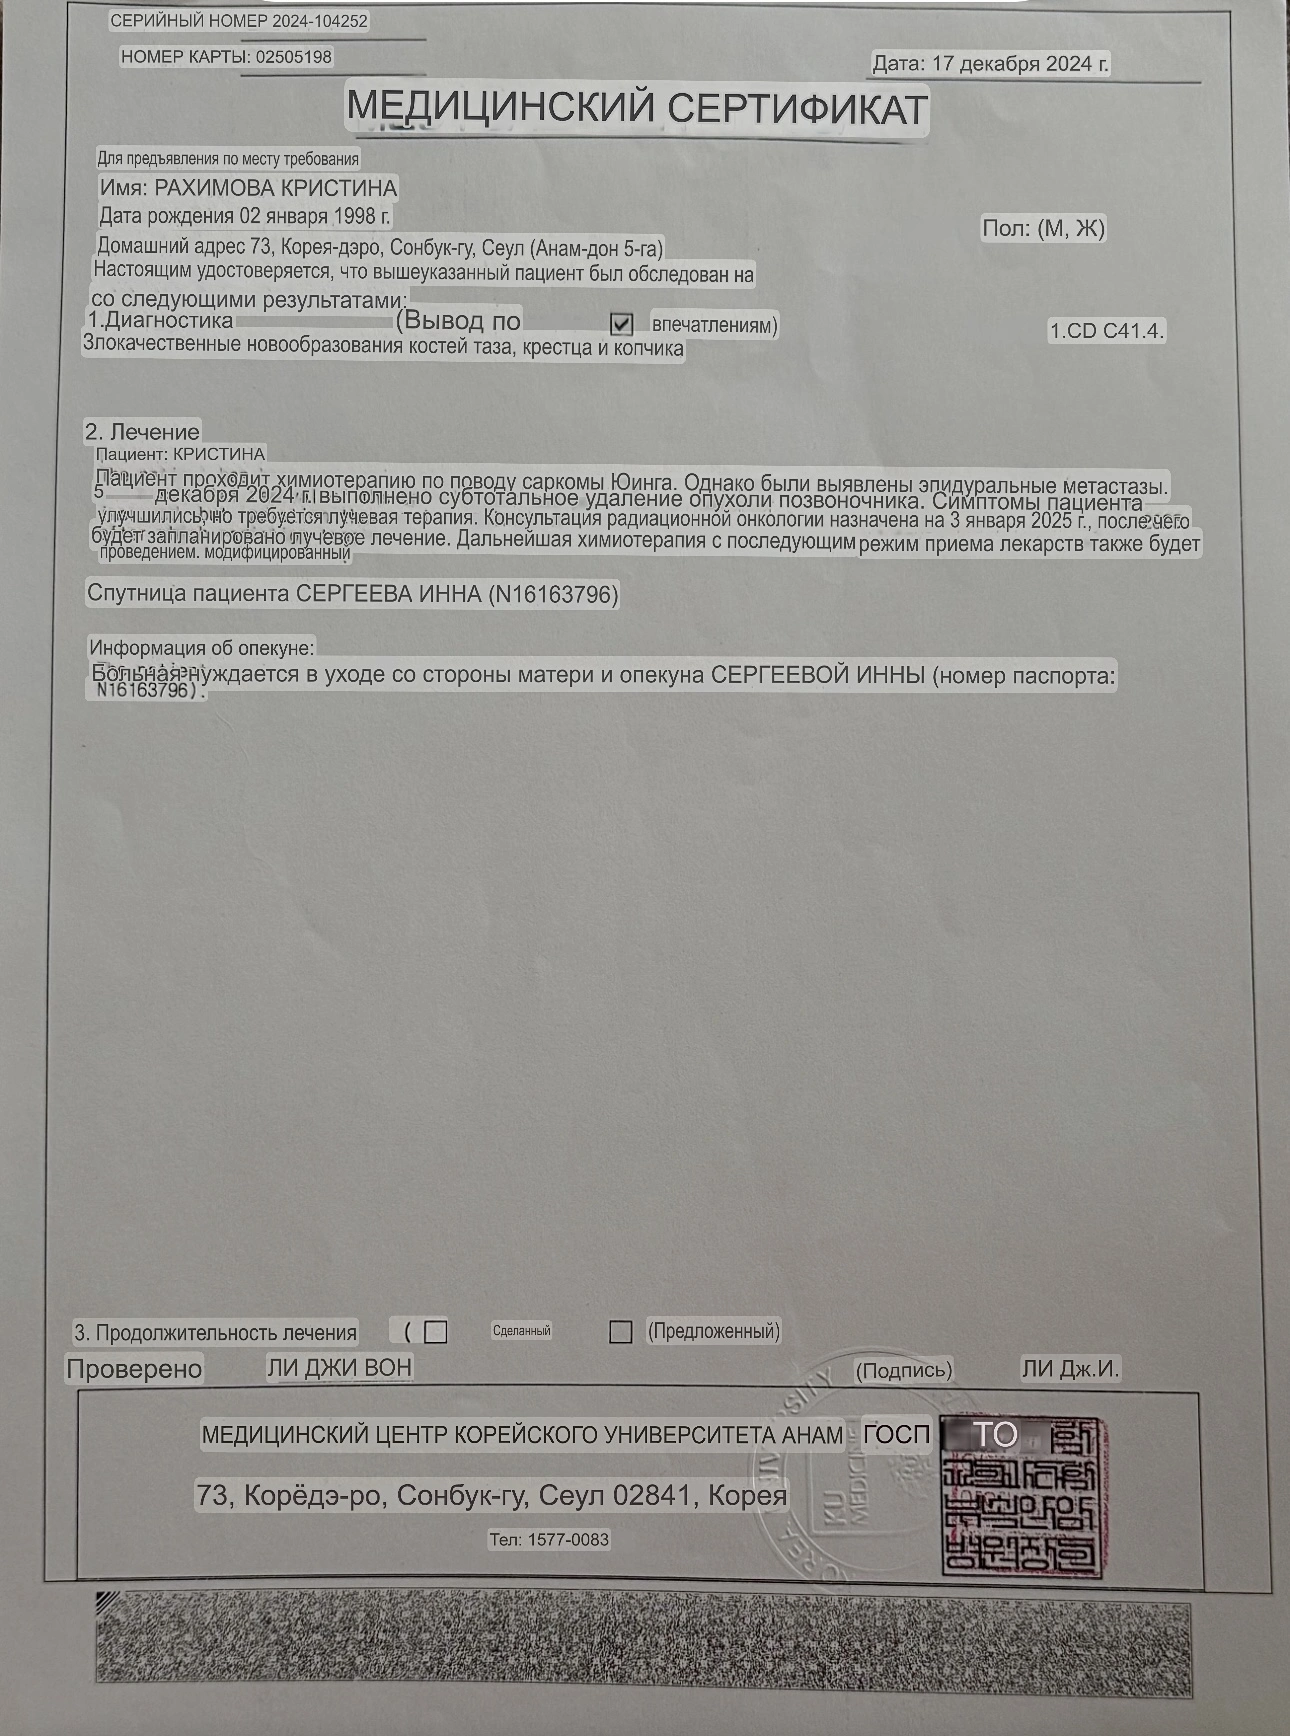 СЕРИЙНЫЙ НОМЕР 2024-104252
НОМЕР КАРТЫ: 02505198
Дата: 17 декабря 2024 г.
МЕДИЦИНСКИЙ СЕРТИФИКАТ
Для предъявления по месту требования
Имя: РАХИМОВА КРИСТИНА
Дата рождения 02 января 1998 г.
Пол: (М, Ж)
Домашний адрес 73, Корея-дэро, Сонбук-гу, Сеул (Анам-дон 5-га)
Настоящим удостоверяется, что вышеуказанный пациент был обследован на
со следующими результатами:
1.Диагностика (Вывод по впечатлениям) 1.CD C41.4.
Злокачественные новообразования костей таза, крестца и копчика
2. Лечение
Пациент: КРИСТИНА
Пациент проходит химиотерапию по поводу саркомы Юинга. Однако были выявлены эпидуральные метастазы.
5 декабря 2024 г. выполнено субтотальное удаление опухоли позвоночника. Симптомы пациента
улучшились, но требуется лучевая терапия. Консультация радиационной онкологии назначена на 3 января 2025 г., после чего
будет запланировано лучевое лечение. Дальнейшая химиотерапия с последующим режим приема лекарств также будет
проведением. модифицированный
Спутница пациента СЕРГЕЕВА ИННА (N16163796)
Информация об опекуне:
Больная нуждается в уходе со стороны матери и опекуна СЕРГЕЕВОЙ ИННЫ (номер паспорта:
N16163796).
3. Продолжительность лечения ( Сделанный (Предложенный)
Проверено ЛИ ДЖИ ВОН (Подпись) ЛИ Дж.И.
МЕДИЦИНСКИЙ ЦЕНТР КОРЕЙСКОГО УНИВЕРСИТЕТА АНАМ ГОСП ТО
73, Корёдэ-ро, Сонбук-гу, Сеул 02841, Корея
KU
MEDICINE
Тел: 1577-0083